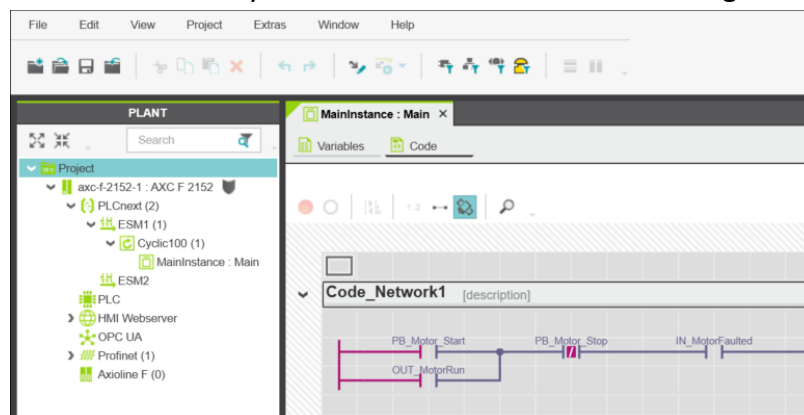 File Edit View Project Extras Window Help
PLANT
MainInstance : Main ×
Search
Variables Code
Project
axc-f-2152-1 : AXC F 2152
PLCnext (2)
ESM1 (1)
Cyclic100 (1)
MainInstance : Main
ESM2
PLC
HMI Webserver
OPC UA
Profinet (1)
Axioline F (0)
1.2
Code_Network1 [description]
PB_Motor_Start PB_Motor_Stop IN_MotorFaulted
OUT_MotorRun